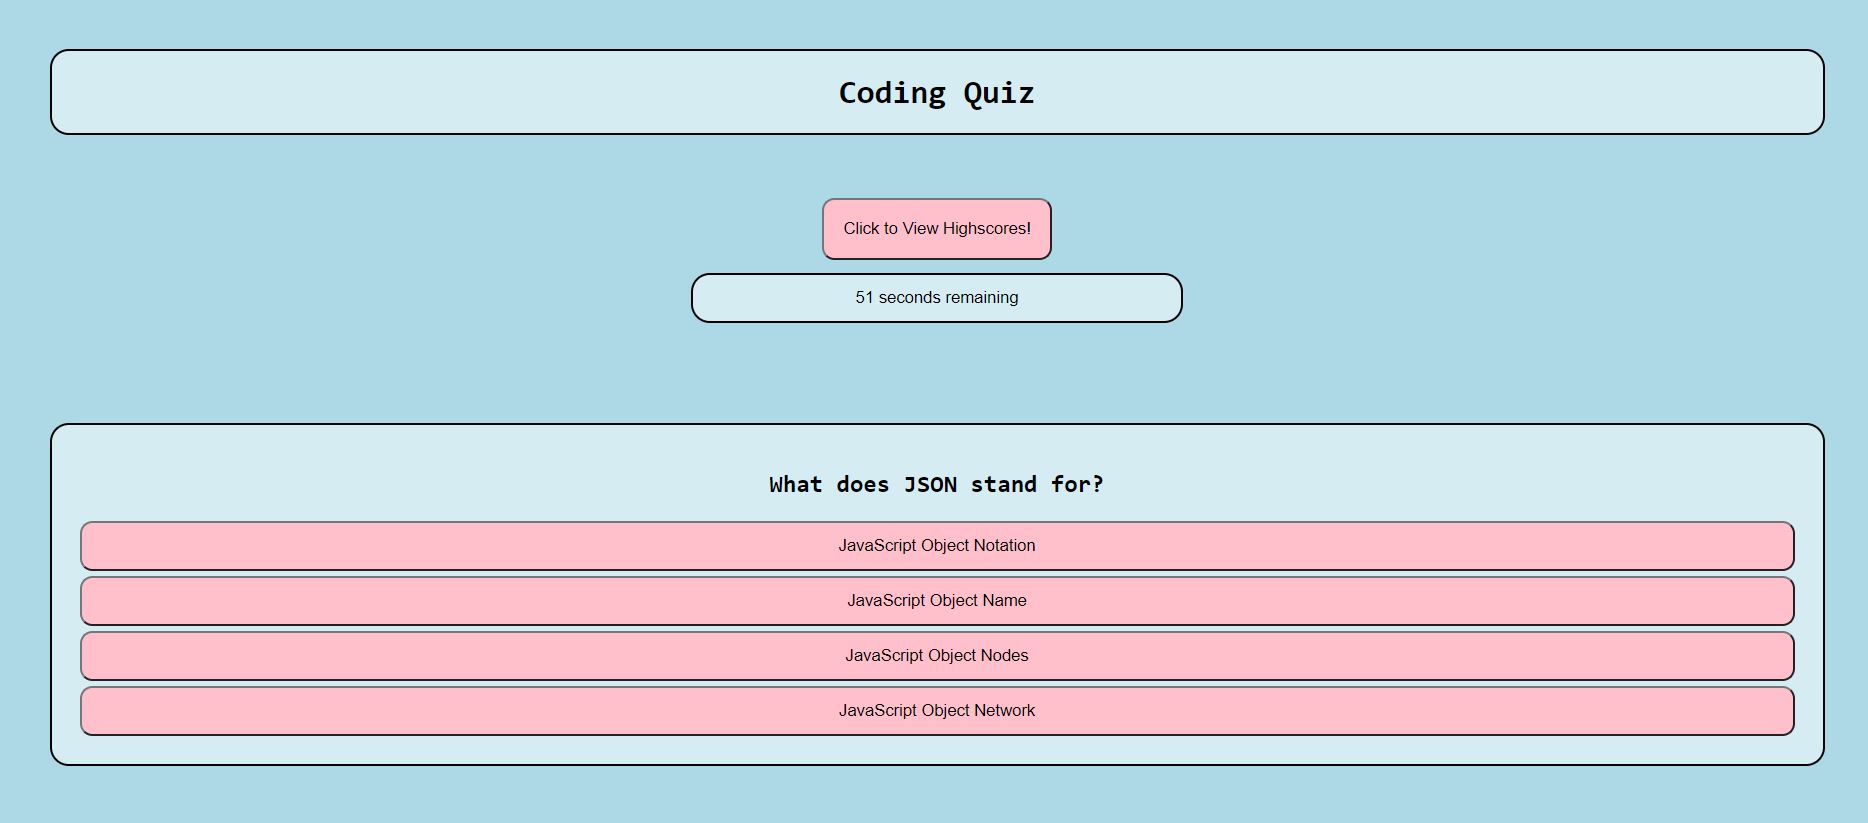 Coding Quiz
Click to View Highscores!
51 seconds remaining
What does JSON stand for?
JavaScript Object Notation
JavaScript Object Name
JavaScript Object Nodes
JavaScript Object Network